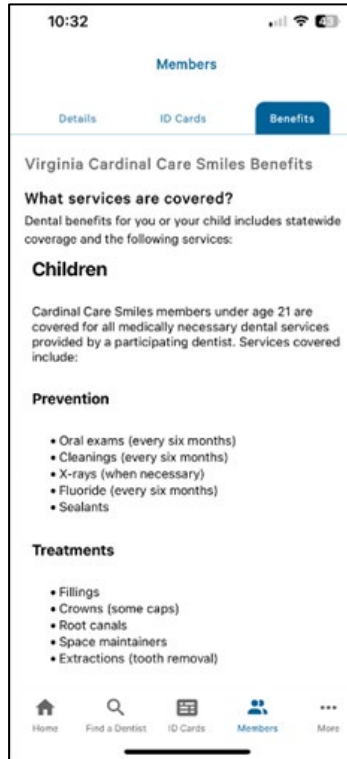 10:32
43
Members
Details
ID Cards
Benefits
Virginia Cardinal Care Smiles Benefits
What services are covered?
Dental benefits for you or your child includes statewide
coverage and the following services:
Children
Cardinal Care Smiles members under age 21 are
covered for all medically necessary dental services
provided by a participating dentist. Services covered
include:
Prevention
• Oral exams (every six months)
• Cleanings (every six months)
• X-rays (when necessary)
• Fluoride (every six months)
• Sealants
Treatments
• Fillings
• Crowns (some caps)
• Root canals
• Space maintainers
• Extractions (tooth removal)
Home
Find a Dentist
ID Cards
Members
More